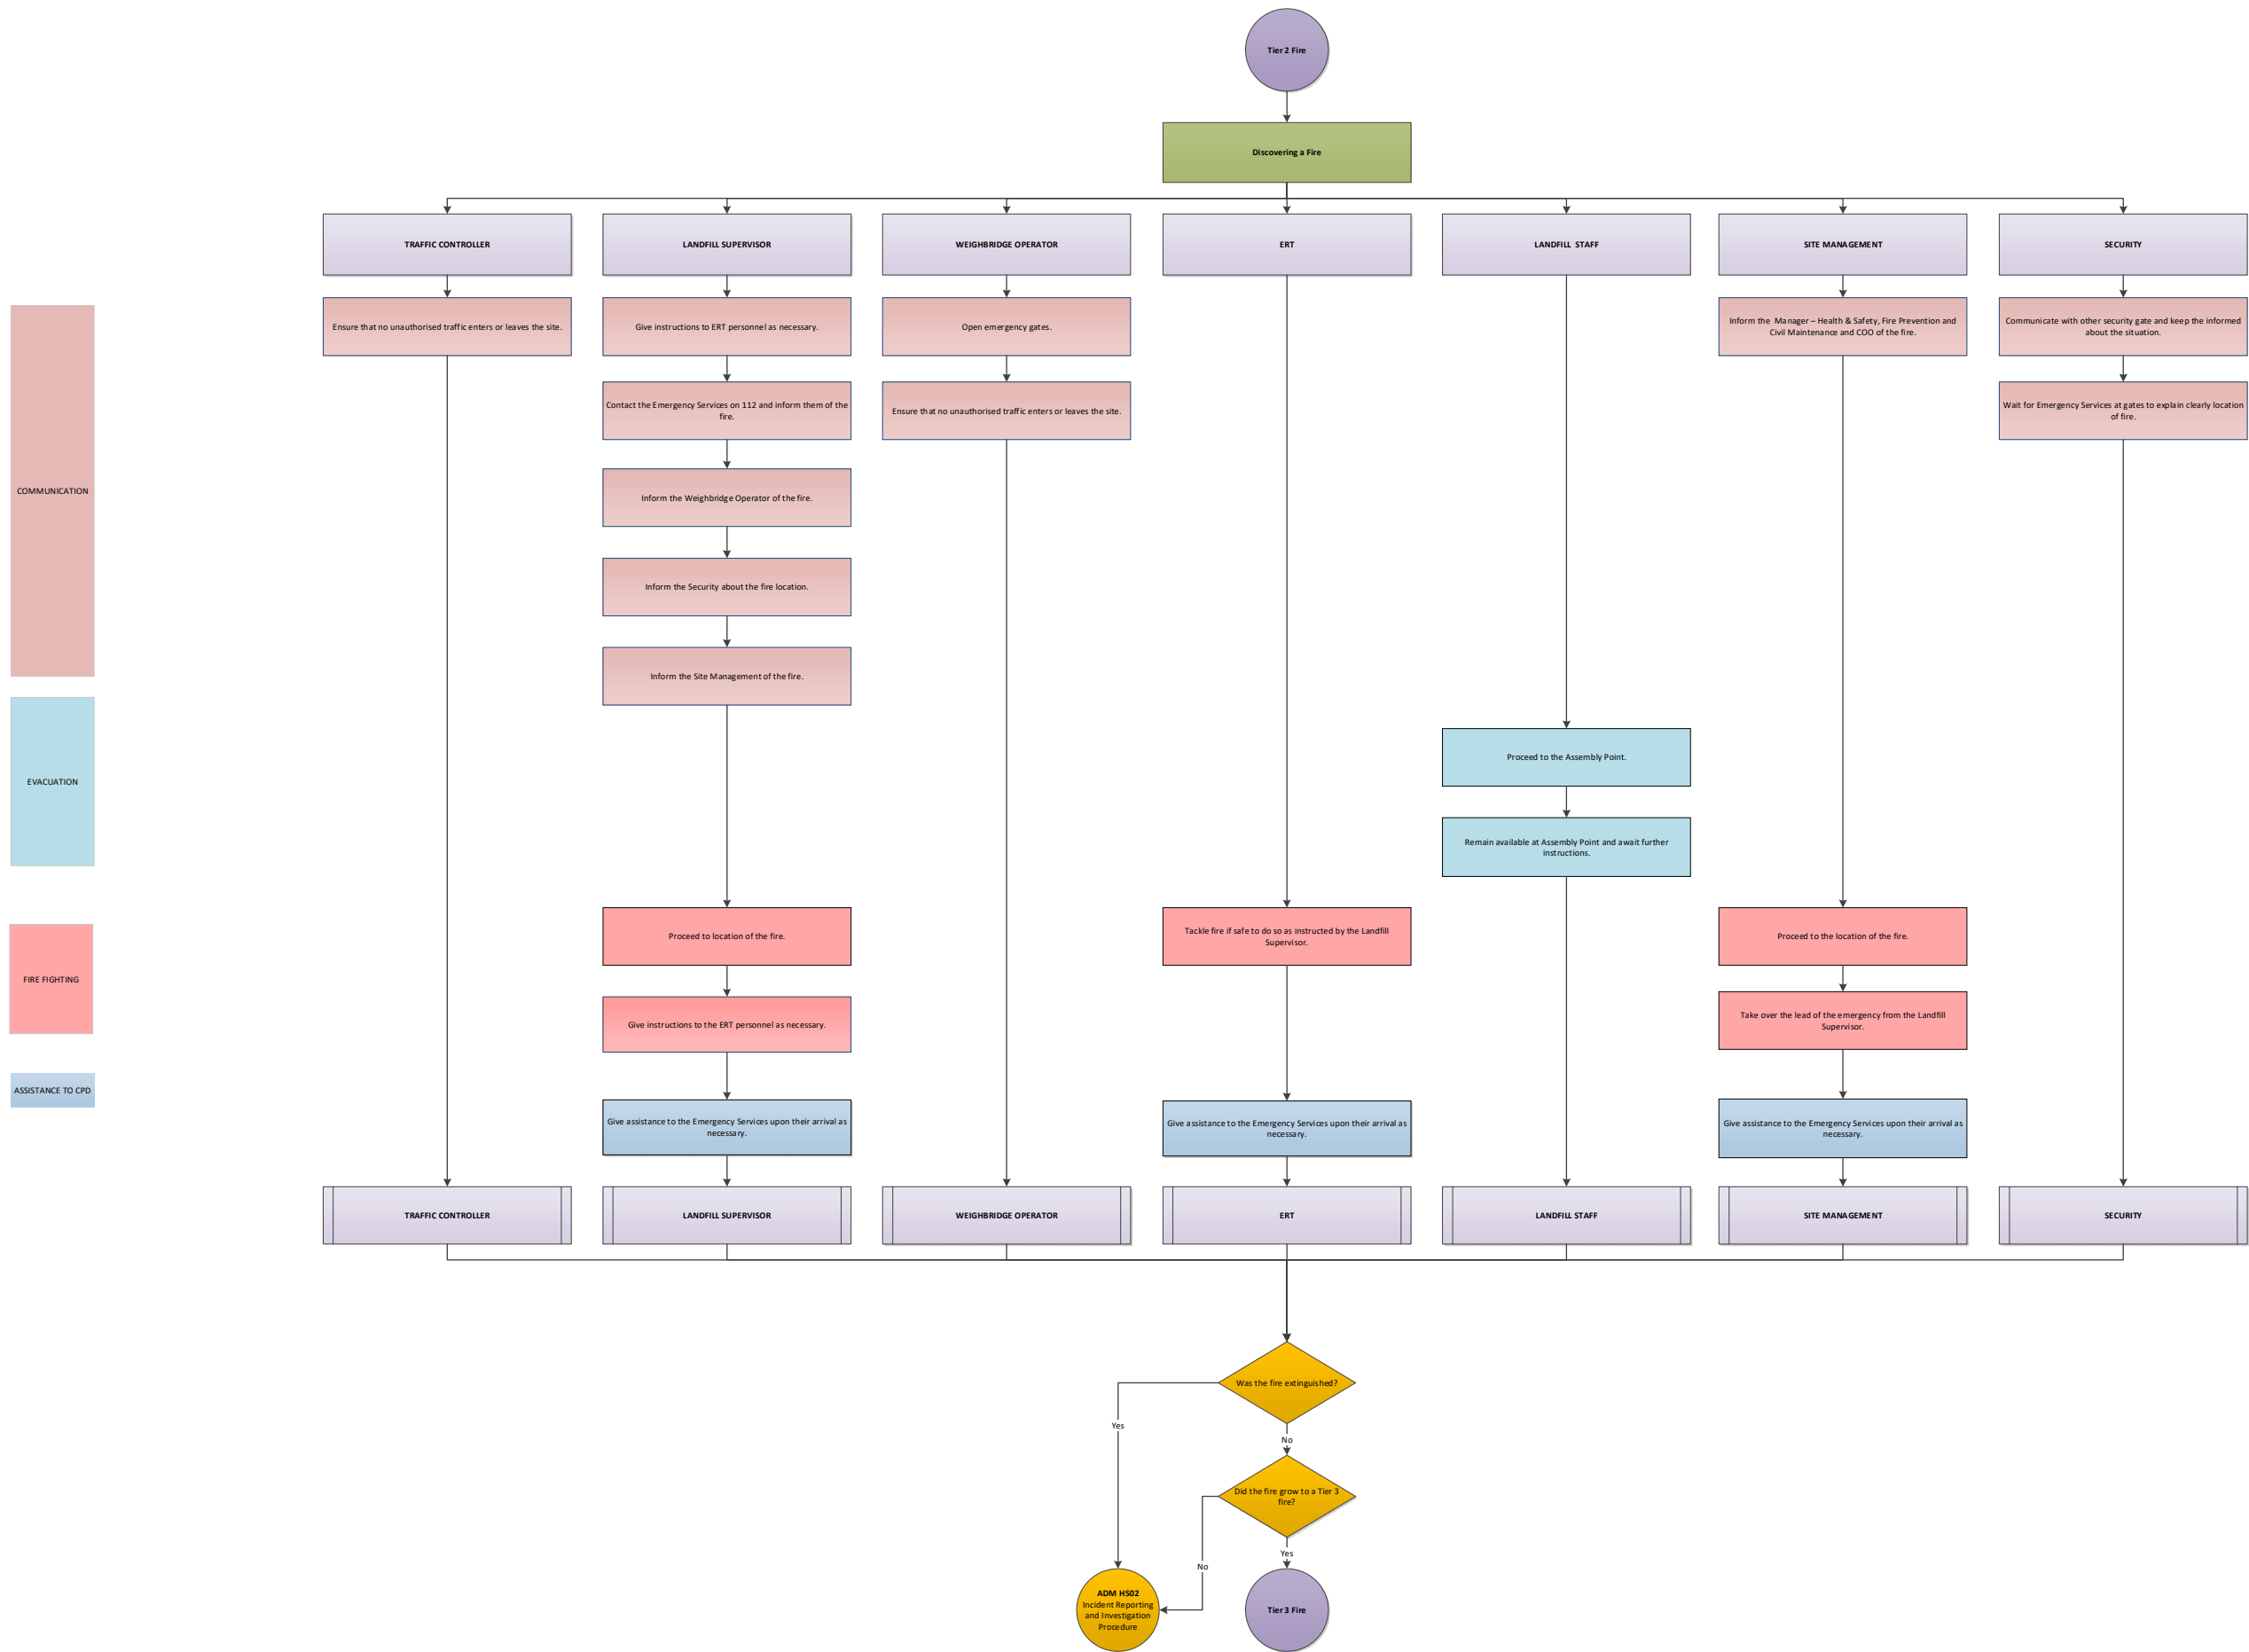 Tier 2 Fire
Discovering a Fire
TRAFFIC CONTROLLER
LANDFILL SUPERVISOR
WEIGHBRIDGE OPERATOR
ERT
LANDFILL STAFF
SITE MANAGEMENT
SECURITY
COMMUNICATION
Ensure that no unauthorised traffic enters or leaves the site.
Give instructions to ERT personnel as necessary.
Open emergency gates.
Inform the Manager – Health & Safety, Fire Prevention and
Civil Maintenance and COO of the fire.
Communicate with other security gate and keep the informed
about the situation.
Contact the Emergency Services on 112 and inform them of the
fire.
Ensure that no unauthorised traffic enters or leaves the site.
Wait for Emergency Services at gates to explain clearly location
of fire.
Inform the Weighbridge Operator of the fire.
Inform the Security about the fire location.
Inform the Site Management of the fire.
EVACUATION
Proceed to the Assembly Point.
Remain available at Assembly Point and await further
instructions.
FIRE FIGHTING
Proceed to location of the fire.
Tackle fire if safe to do so as instructed by the Landfill
Supervisor.
Proceed to the location of the fire.
Give instructions to the ERT personnel as necessary.
Take over the lead of the emergency from the Landfill
Supervisor.
ASSISTANCE TO CPD
Give assistance to the Emergency Services upon their arrival as
necessary.
Give assistance to the Emergency Services upon their arrival as
necessary.
Give assistance to the Emergency Services upon their arrival as
necessary.
TRAFFIC CONTROLLER
LANDFILL SUPERVISOR
WEIGHBRIDGE OPERATOR
ERT
LANDFILL STAFF
SITE MANAGEMENT
SECURITY
Was the fire extinguished?
Yes
No
Did the fire grow to a Tier 3
fire?
No
Yes
ADM HS02
Incident Reporting
and Investigation
Procedure
Tier 3 Fire